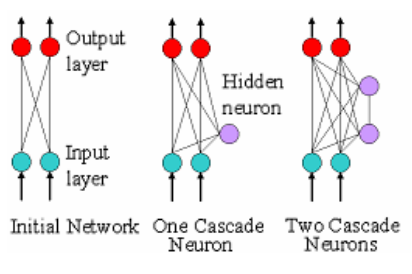 Output
layer
Hidden
neuron
Input
layer
Initial Network
One Cascade
Neuron
Two Cascade
Neurons